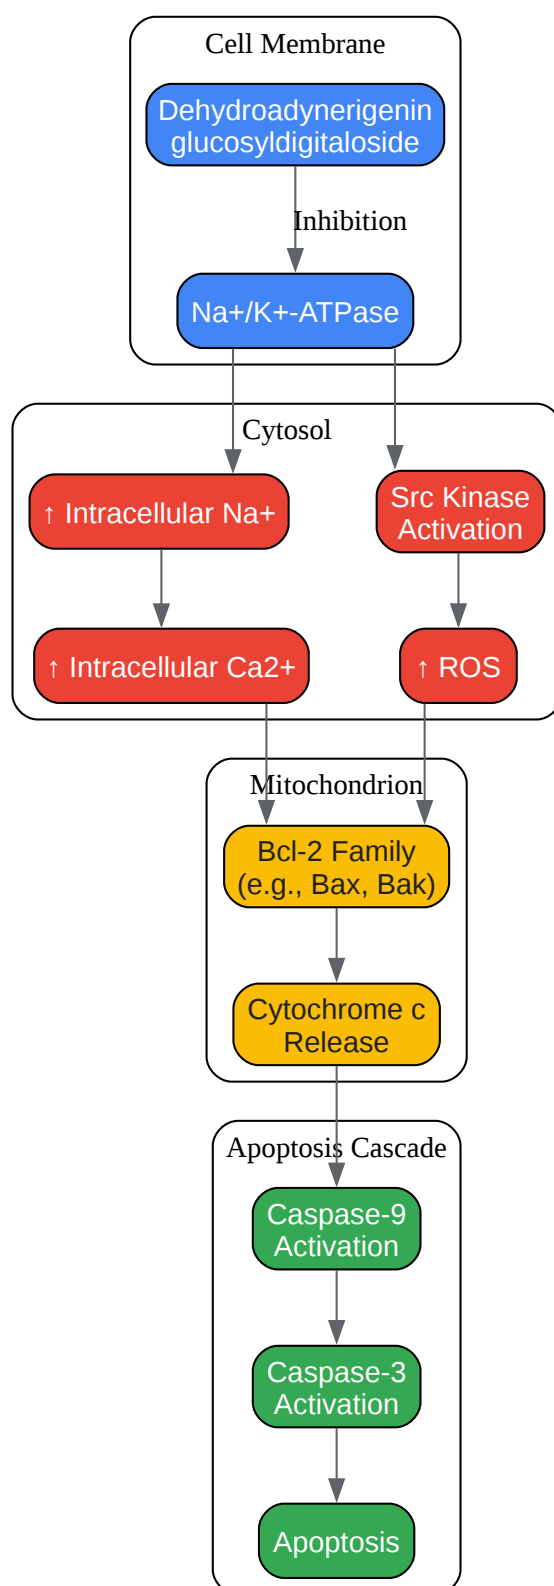 Cell Membrane
Dehydroadynerigenin
glucosyldigitaloside
Inhibition
Na+/K+-ATPase
Cytosol
↑ Intracellular Na+
Src Kinase
Activation
↑ Intracellular Ca2+
↑ ROS
Mitochondrion
Bcl-2 Family
(e.g., Bax, Bak)
Cytochrome c
Release
Apoptosis Cascade
Caspase-9
Activation
Caspase-3
Activation
Apoptosis